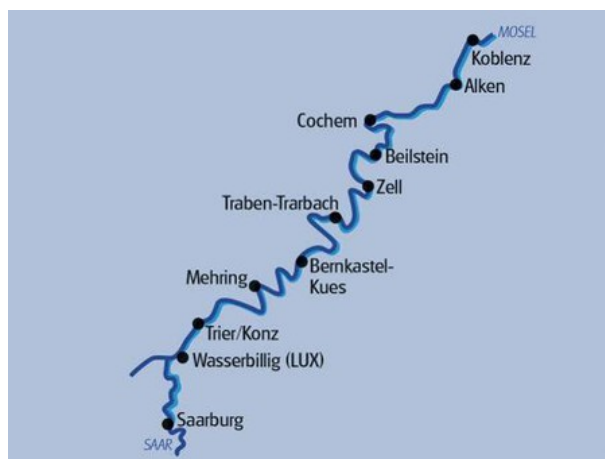 MOSEL
Koblenz
Alken
Cochem
Beilstein
Zell
Traben-Trarbach
Bernkastel-
Kues
Mehring
Trier/Konz
Wasserbillig (LUX)
Saarburg
SAAR